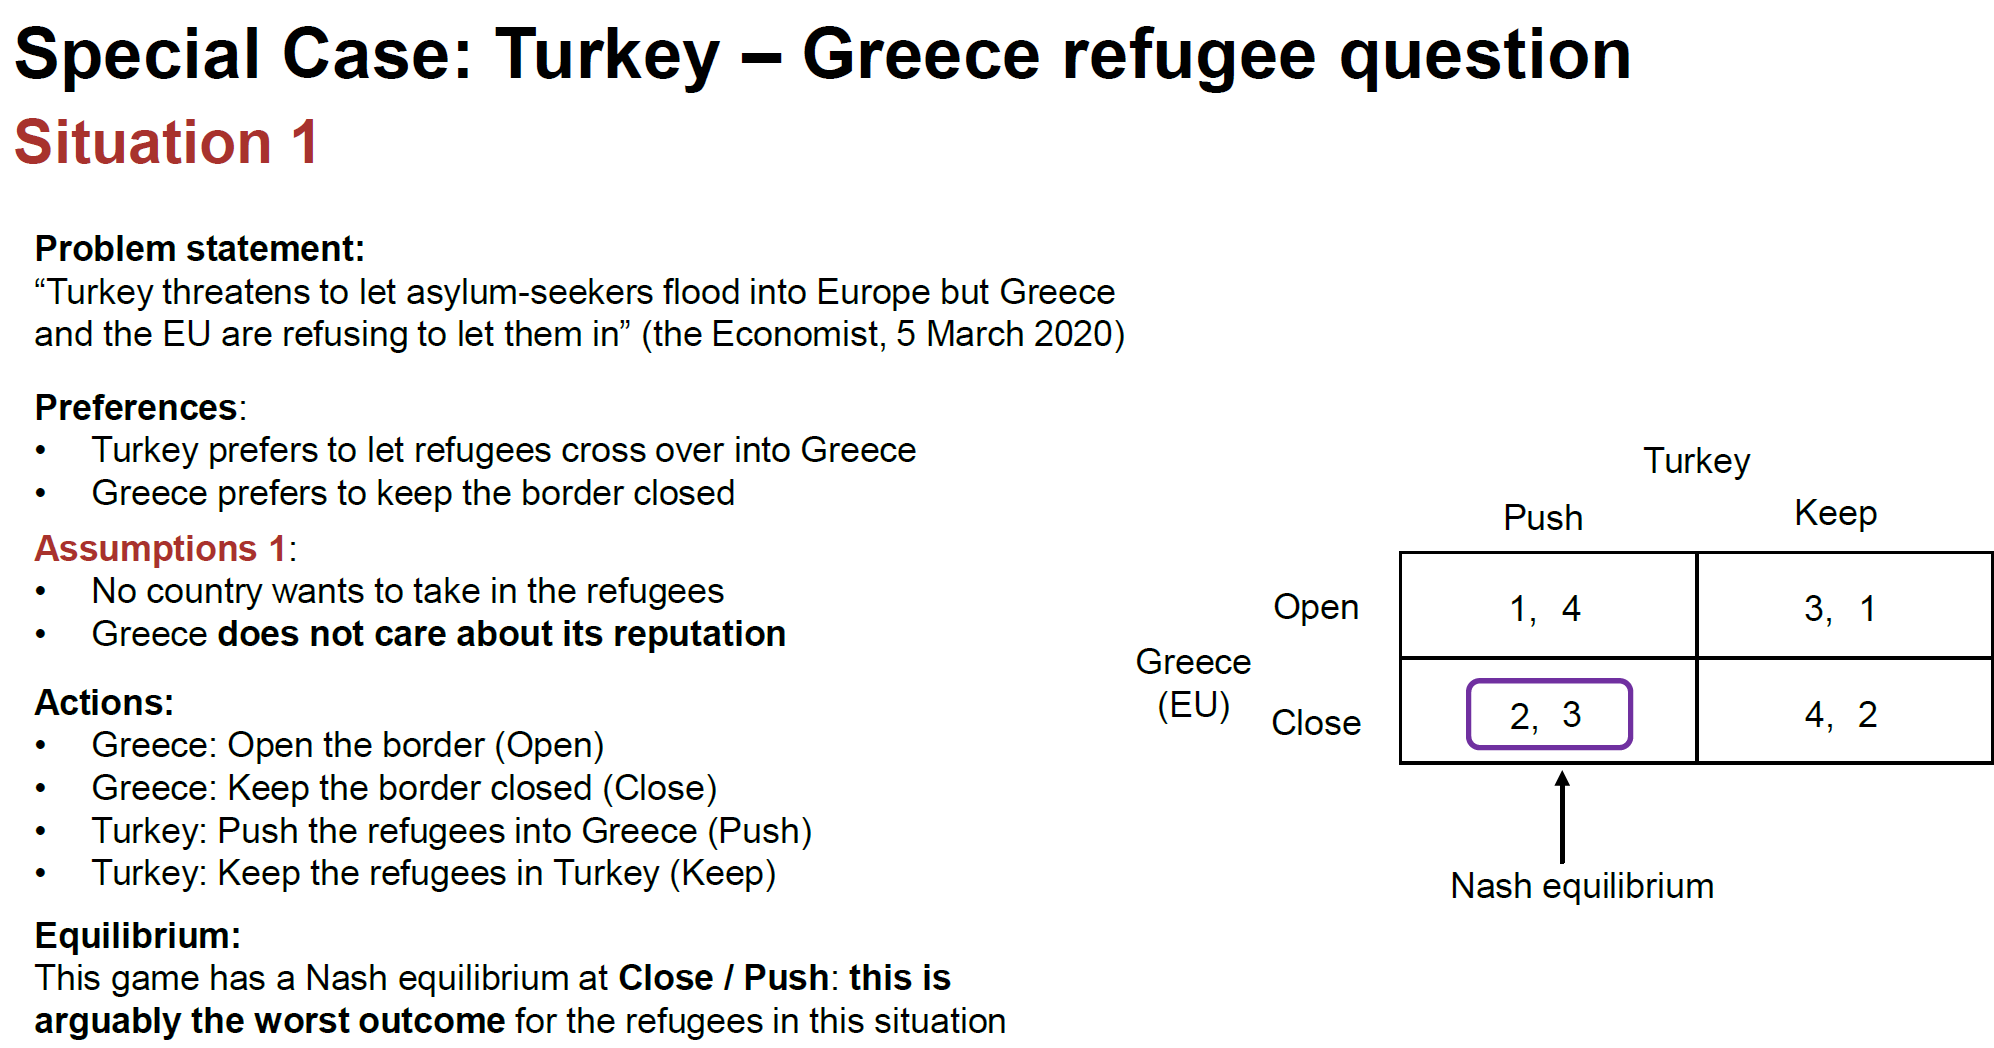 Special Case: Turkey – Greece refugee question
Situation 1
Problem statement:
“Turkey threatens to let asylum-seekers flood into Europe but Greece
and the EU are refusing to let them in” (the Economist, 5 March 2020)
Preferences:
• Turkey prefers to let refugees cross over into Greece
• Greece prefers to keep the border closed
Assumptions 1:
• No country wants to take in the refugees
• Greece does not care about its reputation
Actions:
• Greece: Open the border (Open)
• Greece: Keep the border closed (Close)
• Turkey: Push the refugees into Greece (Push)
• Turkey: Keep the refugees in Turkey (Keep)
Equilibrium:
This game has a Nash equilibrium at Close / Push: this is
arguably the worst outcome for the refugees in this situation
Turkey
Push Keep
Open 1, 4 3, 1
Greece
(EU)
Close 2, 3 4, 2
Nash equilibrium